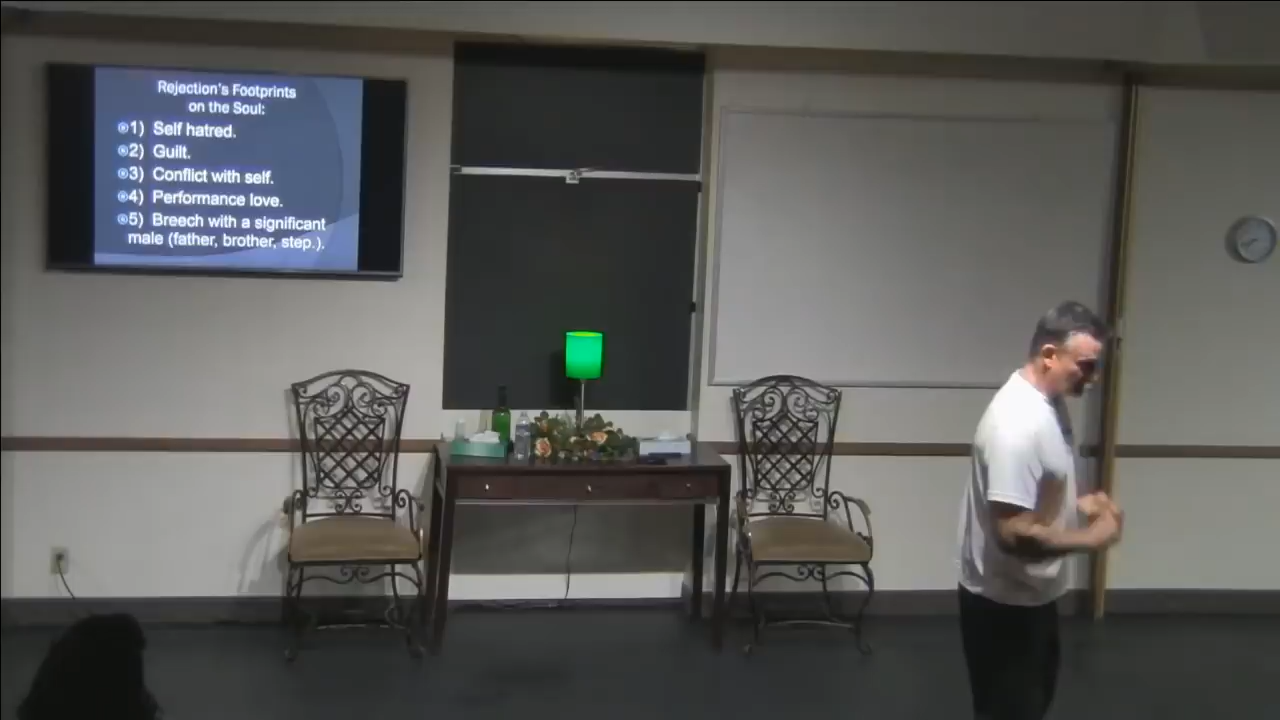 Rejection's Footprints
on the Soul:
1) Self hatred.
2) Guilt.
3) Conflict with self.
4) Performance love.
5) Breech with a significant
male (father, brother, step.).